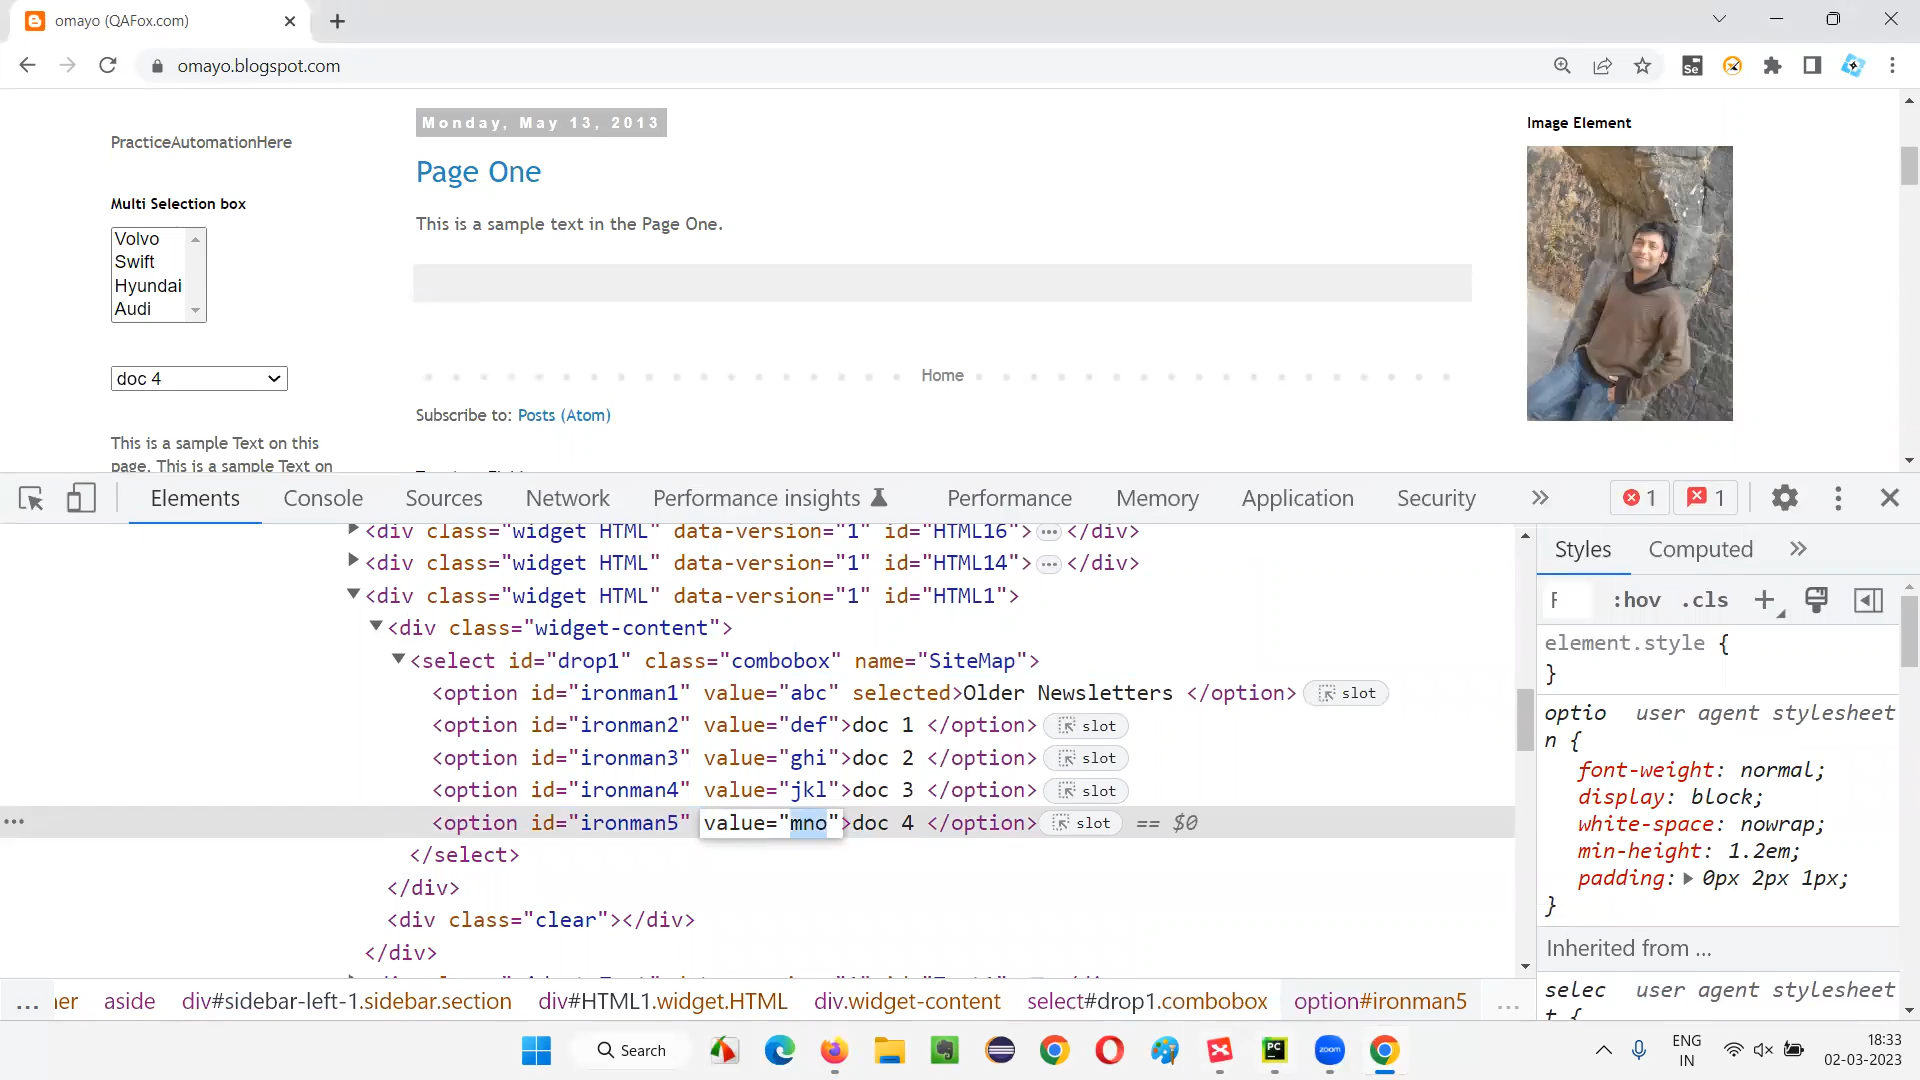 omayo (QAFox.com)
omayo.blogspot.com
PracticeAutomationHere
Multi Selection box
Volvo
Swift
Hyundai
Audi
doc 4
This is a sample Text on this
page. This is a sample Text on
Monday, May 13, 2013
Page One
This is a sample text in the Page One.
Home
Subscribe to: Posts (Atom)
Image Element
Elements Console Sources Network Performance insights Performance Memory Application Security » 1 1
<div class="widget HTML" data-version="1" id="HTML16"> ··· </div>
<div class="widget HTML" data-version="1" id="HTML14"> ··· </div>
<div class="widget HTML" data-version="1" id="HTML1">
<div class="widget-content">
<select id="drop1" class="combobox" name="SiteMap">
<option id="ironman1" value="abc" selected>Older Newsletters </option> slot
<option id="ironman2" value="def">doc 1 </option> slot
<option id="ironman3" value="ghi">doc 2 </option> slot
<option id="ironman4" value="jkl">doc 3 </option> slot
··· <option id="ironman5" value="mno">doc 4 </option> slot == $0
</select>
</div>
<div class="clear"></div>
</div>
... ner aside div#sidebar-left-1.sidebar.section div#HTML1.widget.HTML div.widget-content select#drop1.combobox option#ironman5 ...
Styles Computed »
F :hov .cls +
element.style {
}
optio user agent stylesheet
n {
font-weight: normal;
display: block;
white-space: nowrap;
min-height: 1.2em;
padding: 0px 2px 1px;
}
Inherited from ...
selec user agent stylesheet
t {
Search
Se
PC
zoom
ENG
IN
18:33
02-03-2023